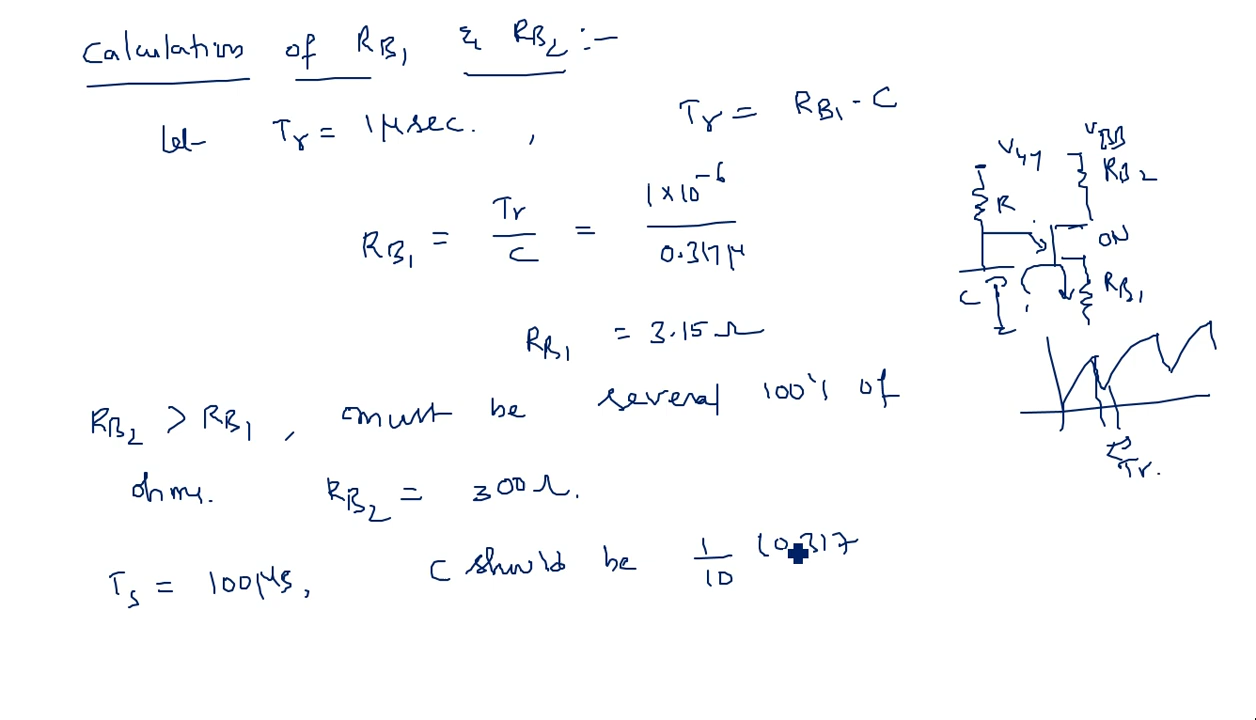 Calculation of RB1 & RB2 :-
let Tr = 1μsec. , Tr = RB1 - C
RB1 = Tr / C = 1 × 10^-6 / 0.317μ
RB1 = 3.15 Ω
RB2 > RB1 , must be several 100's of
ohms. RB2 = 300 Ω.
Ts = 100μs, C should be 1/10 (0.317
VBB
RB2
R
ON
C
RB1
Tr.